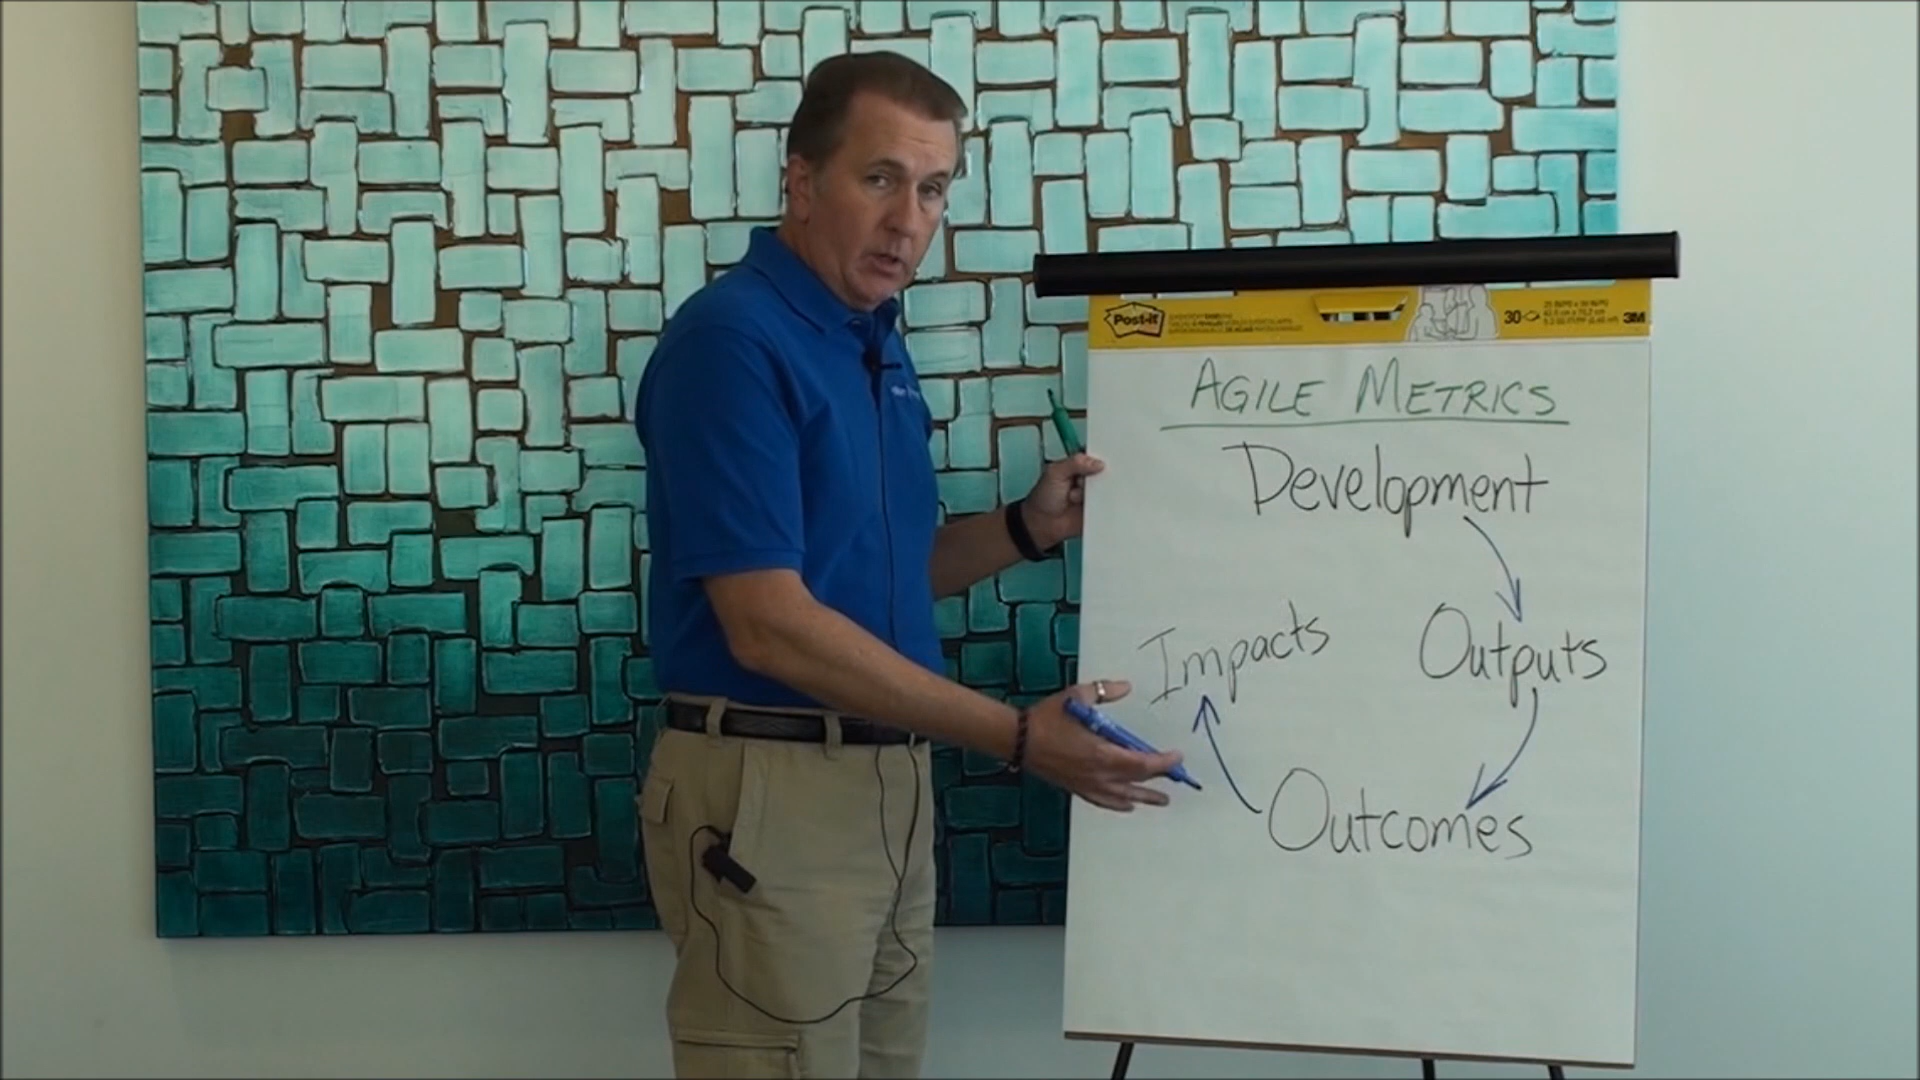 Post-it
30
3M
AGILE METRICS
Development
Impacts
Outputs
Outcomes